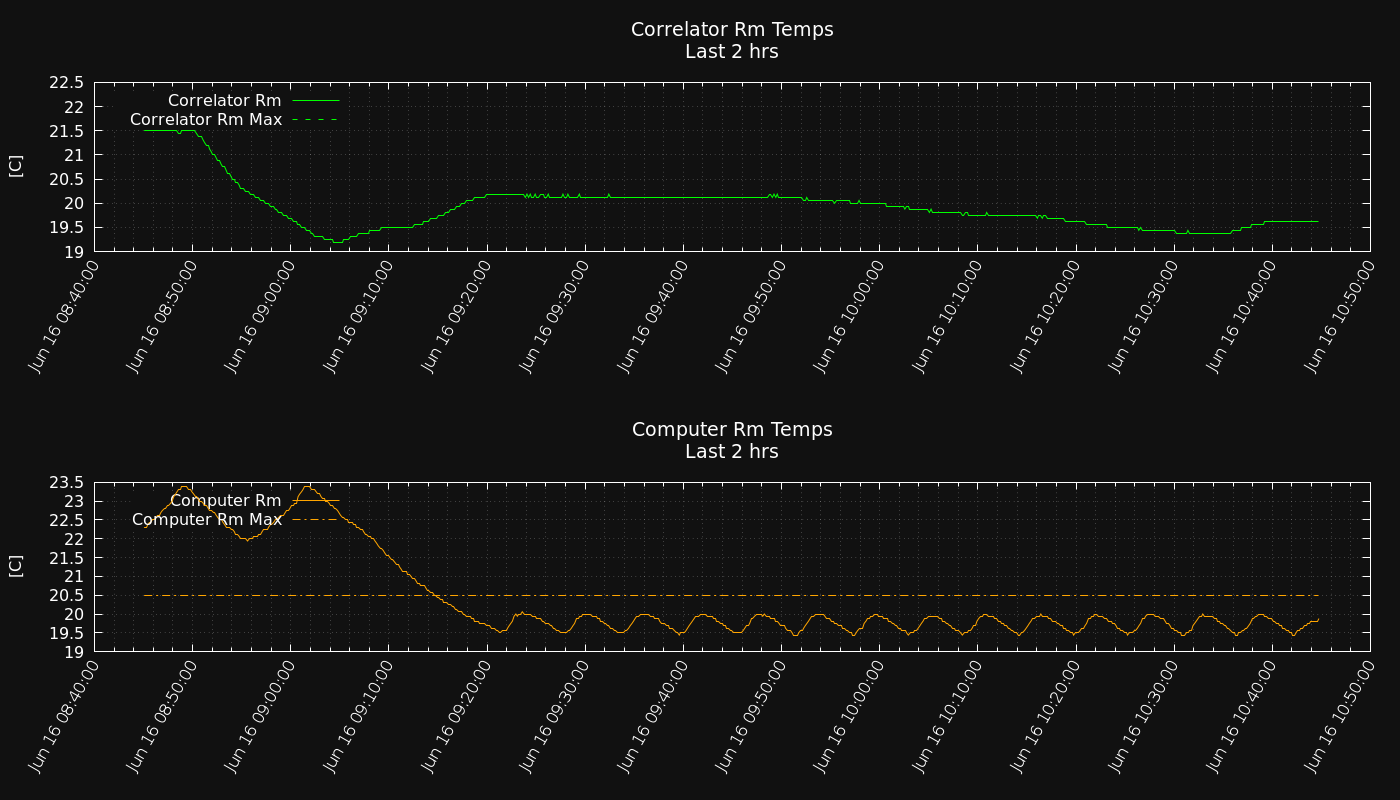 Correlator Rm Temps
Last 2 hrs
22.5
22
21.5
21
20.5
20
19.5
19
[C]
Correlator Rm
Correlator Rm Max
Jun 16 08:40:00
Jun 16 08:50:00
Jun 16 09:00:00
Jun 16 09:10:00
Jun 16 09:20:00
Jun 16 09:30:00
Jun 16 09:40:00
Jun 16 09:50:00
Jun 16 10:00:00
Jun 16 10:10:00
Jun 16 10:20:00
Jun 16 10:30:00
Jun 16 10:40:00
Jun 16 10:50:00
Computer Rm Temps
Last 2 hrs
23.5
23
22.5
22
21.5
21
20.5
20
19.5
19
[C]
Computer Rm
Computer Rm Max
Jun 16 08:40:00
Jun 16 08:50:00
Jun 16 09:00:00
Jun 16 09:10:00
Jun 16 09:20:00
Jun 16 09:30:00
Jun 16 09:40:00
Jun 16 09:50:00
Jun 16 10:00:00
Jun 16 10:10:00
Jun 16 10:20:00
Jun 16 10:30:00
Jun 16 10:40:00
Jun 16 10:50:00